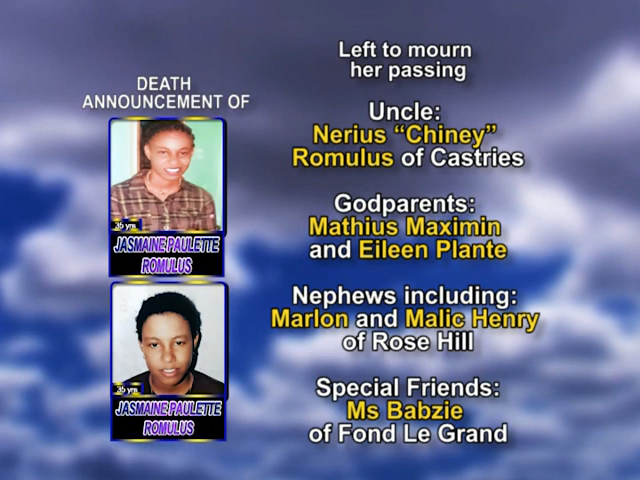 DEATH
ANNOUNCEMENT OF
35 yrs
JASMAINE PAULETTE
ROMULUS
35 yrs
JASMAINE PAULETTE
ROMULUS
Left to mourn
her passing
Uncle:
Nerius “Chiney”
Romulus of Castries
Godparents:
Mathius Maximin
and Eileen Plante
Nephews including:
Marlon and Malic Henry
of Rose Hill
Special Friends:
Ms Babzie
of Fond Le Grand